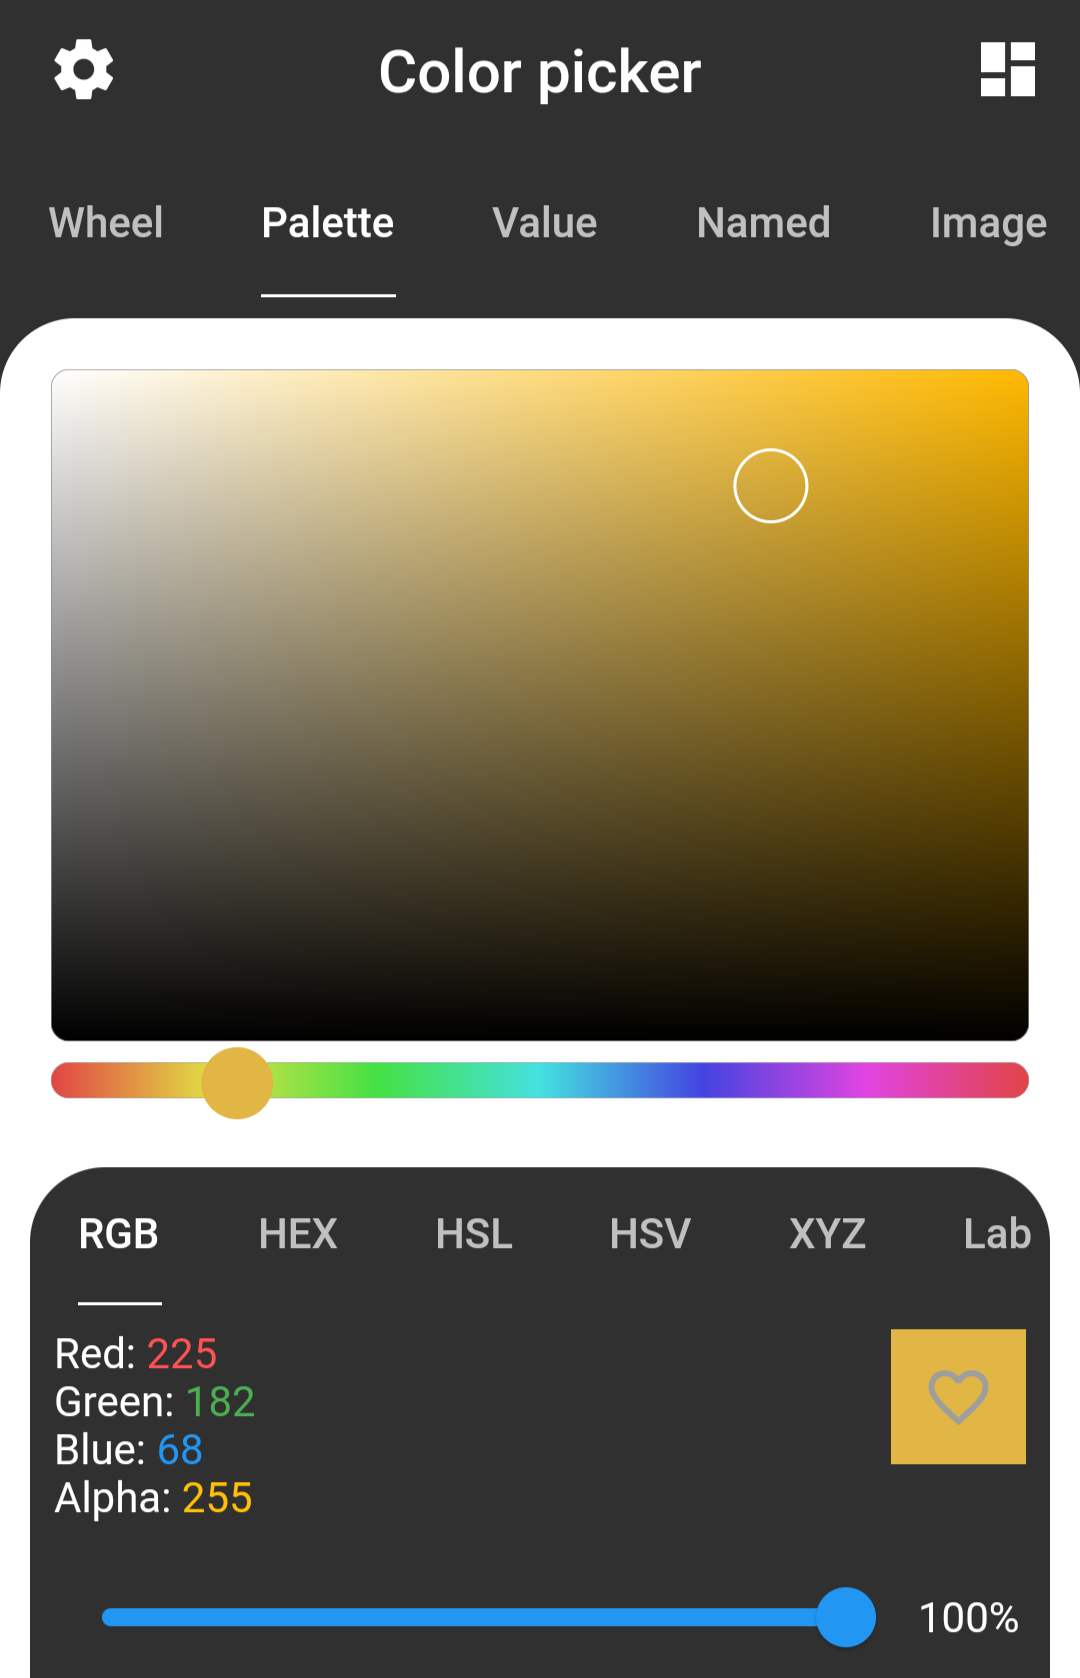 Color picker
Wheel Palette Value Named Image
RGB HEX HSL HSV XYZ Lab
Red: 225
Green: 182
Blue: 68
Alpha: 255
100%